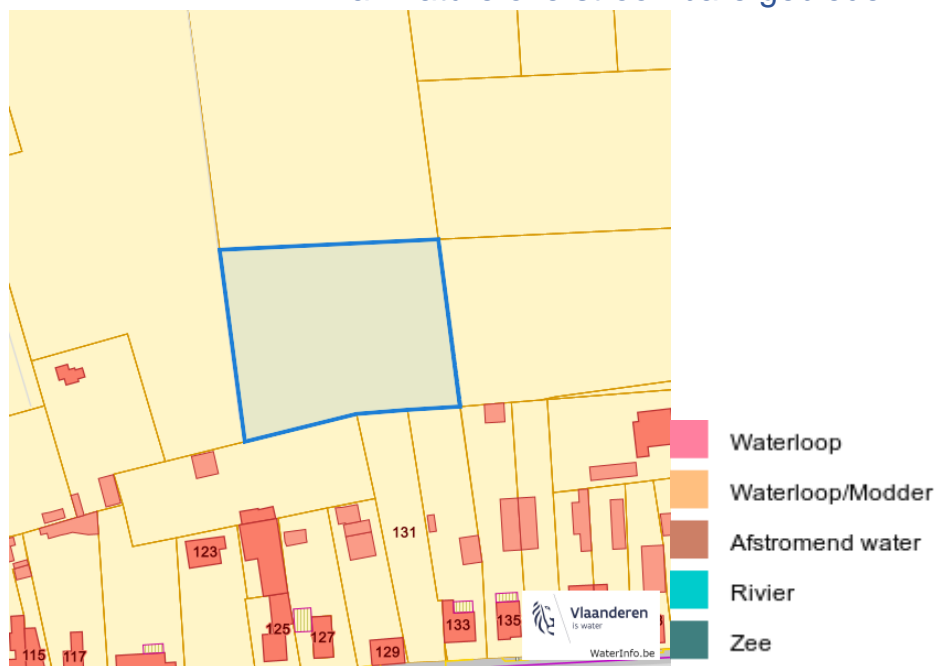 131
123
125
127
129
133
135
115
117
Vlaanderen
is water
WaterInfo.be
Waterloop
Waterloop/Modder
Afstromend water
Rivier
Zee